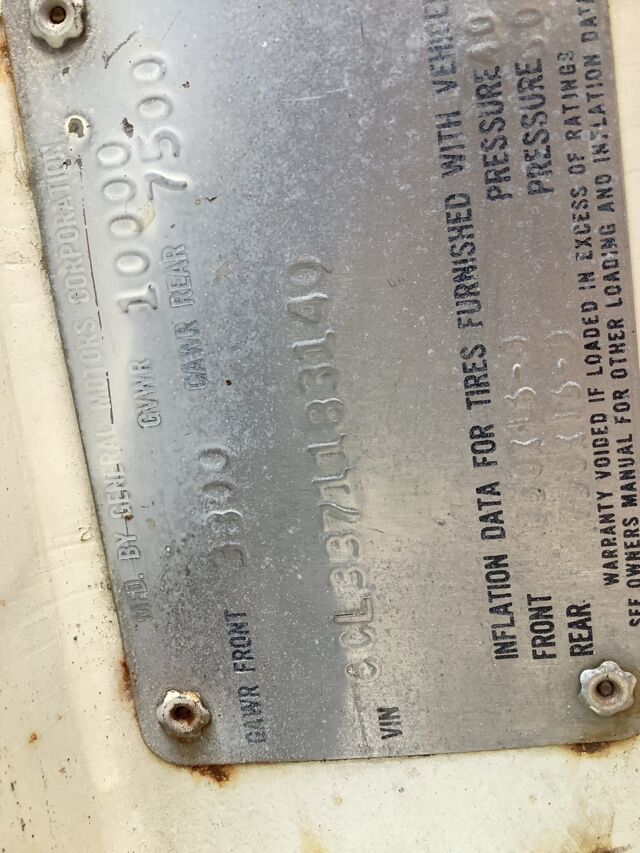 MFD. BY GENERAL MOTORS CORPORATION
GVWR 10000
GAWR FRONT 3800 GAWR REAR 7500
VIN CCL3371183149
INFLATION DATA FOR TIRES FURNISHED WITH
FRONT PRESSURE
REAR PRESSURE
WARRANTY VOIDED IF LOADED IN EXCESS OF RATINGS
SEE OWNERS MANUAL FOR OTHER LOADING AND INFLATION DATA